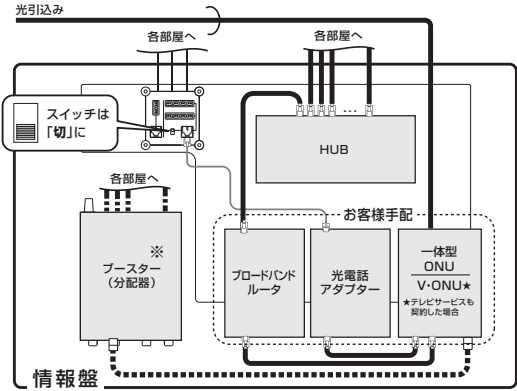 光引込み
各部屋へ
各部屋へ
スイッチは
「切」に
HUB
各部屋へ
お客様手配
※
ブースター
（分配器）
ブロードバンド
ルータ
光電話
アダプター
一体型
ONU
V・ONU★
★テレビサービスも
契約した場合
情報盤